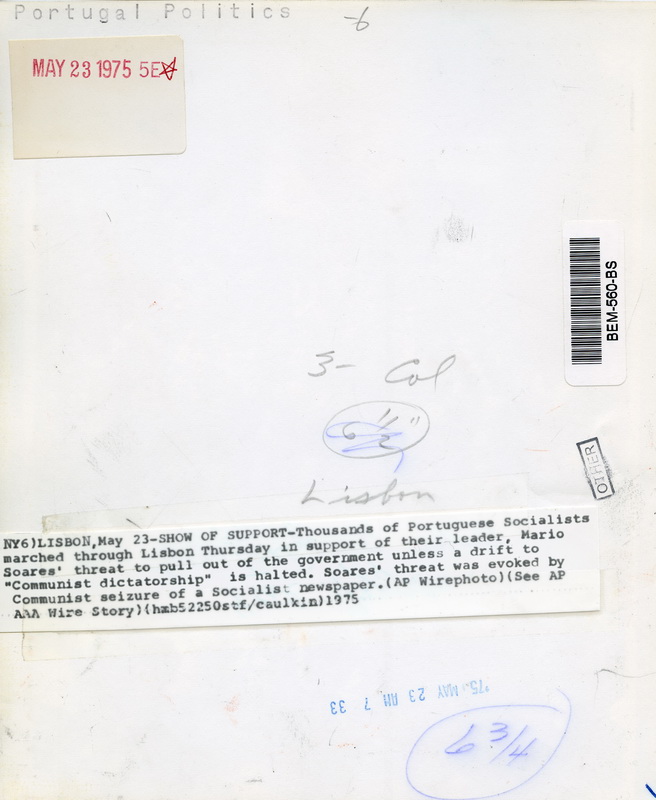 Portugal Politics
-6
MAY 23 1975 5E
BEM-560-BS
3- Col
6 1/2"
OTHER
Lisbon
NY6)LISBON,May 23-SHOW OF SUPPORT-Thousands of Portuguese Socialists
marched through Lisbon Thursday in support of their leader, Mario
Soares' threat to pull out of the government unless a drift to
"Communist dictatorship" is halted. Soares' threat was evoked by
Communist seizure of a Socialist newspaper.(AP Wirephoto)(See AP
AAA Wire Story)(hmb52250stf/caulkin)1975
'75. MAY 23 AM 7 33
6 3/4